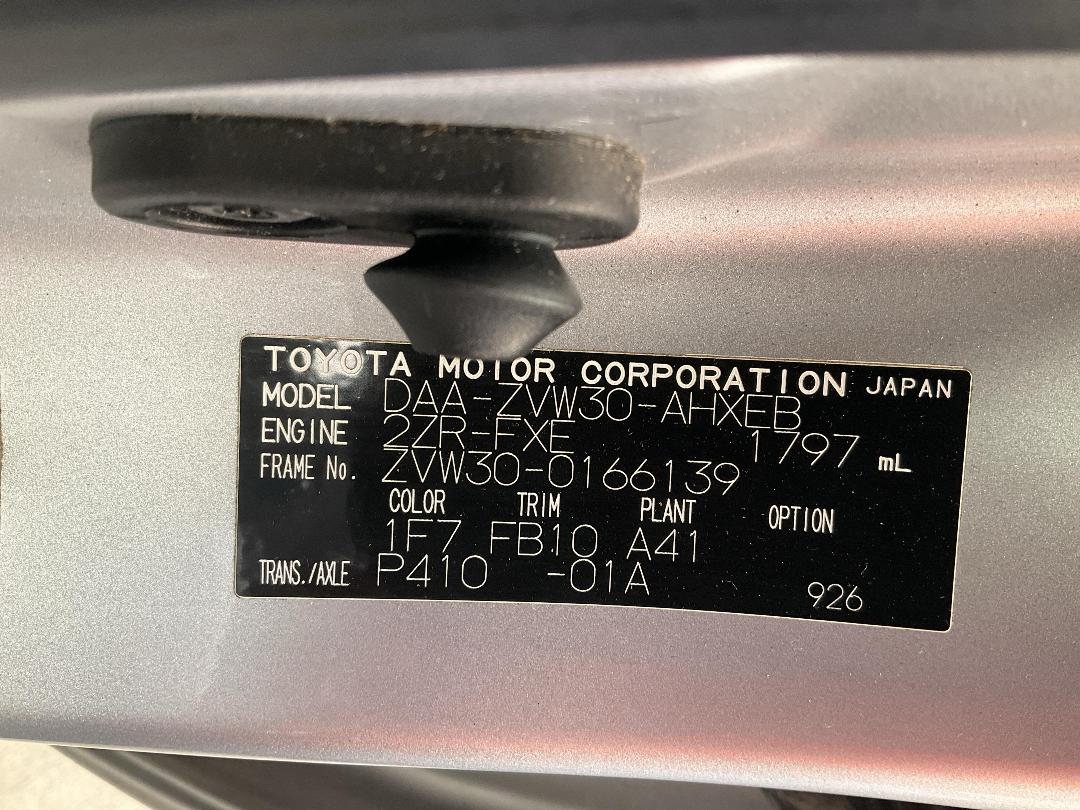 TOYOTA MOTOR CORPORATION JAPAN
MODEL DAA-ZVW30-AHXEB
ENGINE 2ZR-FXE 1797 mL
FRAME No. ZVW30-0166139
COLOR TRIM PLANT OPTION
1F7 FB10 A41
TRANS./AXLE P410 -01A 926